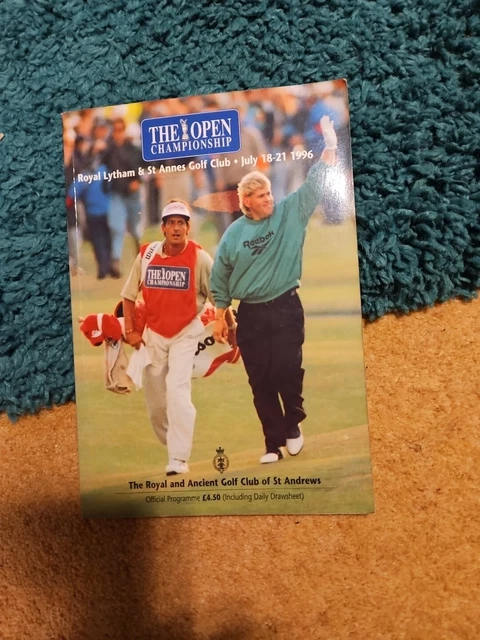 THE OPEN
CHAMPIONSHIP
Royal Lytham & St Annes Golf Club • July 18-21 1996
Reebok
THE OPEN
CHAMPIONSHIP
The Royal and Ancient Golf Club of St Andrews
Official Programme £4.50 (Including Daily Drawsheet)